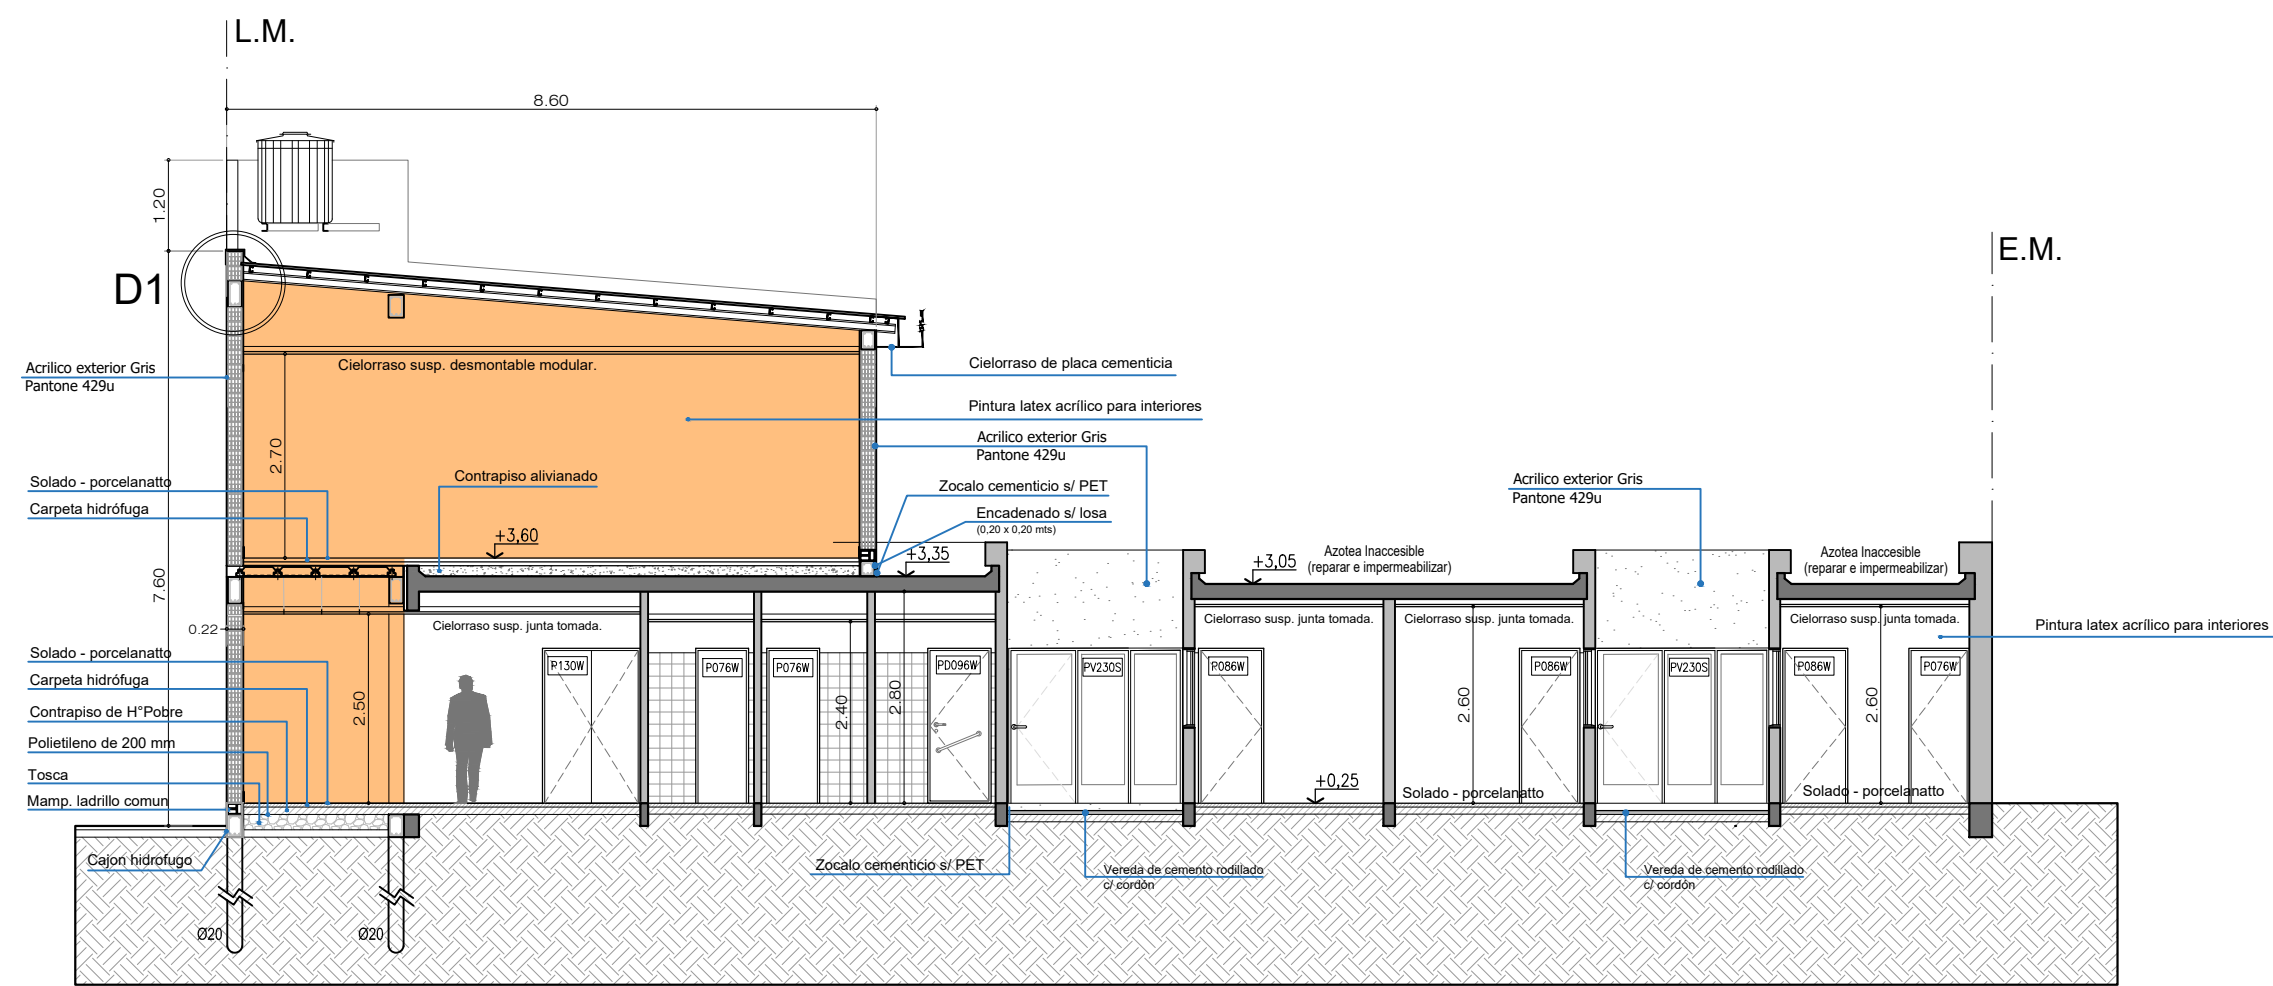 L.M.
8.60
1.20
E.M.
D1
Cielorraso susp. desmontable modular.
Cielorraso de placa cementicia
Acrilico exterior Gris
Pantone 429u
Pintura latex acrílico para interiores
Acrilico exterior Gris
Pantone 429u
2.70
Contrapiso alivianado
Solado - porcelanatto
Zocalo cementicio s/ PET
Acrilico exterior Gris
Pantone 429u
Carpeta hidrófuga
Encadenado s/ losa
(0,20 x 0,20 mts)
+3,60
+3,35
+3,05
Azotea Inaccesible
(reparar e impermeabilizar)
Azotea Inaccesible
(reparar e impermeabilizar)
7.60
0.22
Cielorraso susp. junta tomada.
Cielorraso susp. junta tomada.
Cielorraso susp. junta tomada.
Cielorraso susp. junta tomada.
Pintura latex acrílico para interiores
Solado - porcelanatto
P130W
P076W
P076W
PD096W
PV230S
P086W
P086W
PV230S
P086W
P076W
Carpeta hidrófuga
2.50
2.40
2.80
2.60
2.60
Contrapiso de H°Pobre
Polietileno de 200 mm
Tosca
+0,25
Mamp. ladrillo comun
Solado - porcelanatto
Solado - porcelanatto
Cajon hidrofugo
Zocalo cementicio s/ PET
Vereda de cemento rodillado
c/ cordón
Vereda de cemento rodillado
c/ cordón
Ø20
Ø20